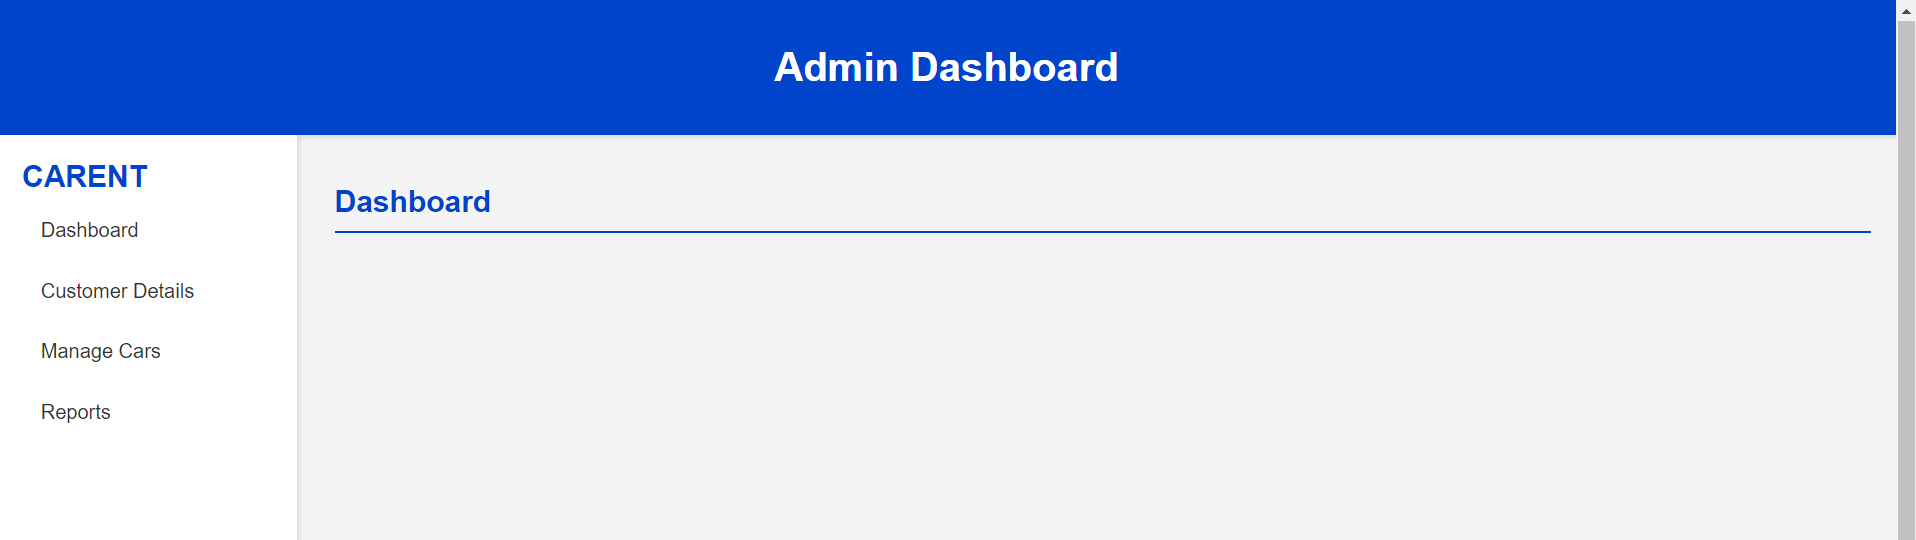 Admin Dashboard
CARENT
Dashboard
Customer Details
Manage Cars
Reports
Dashboard